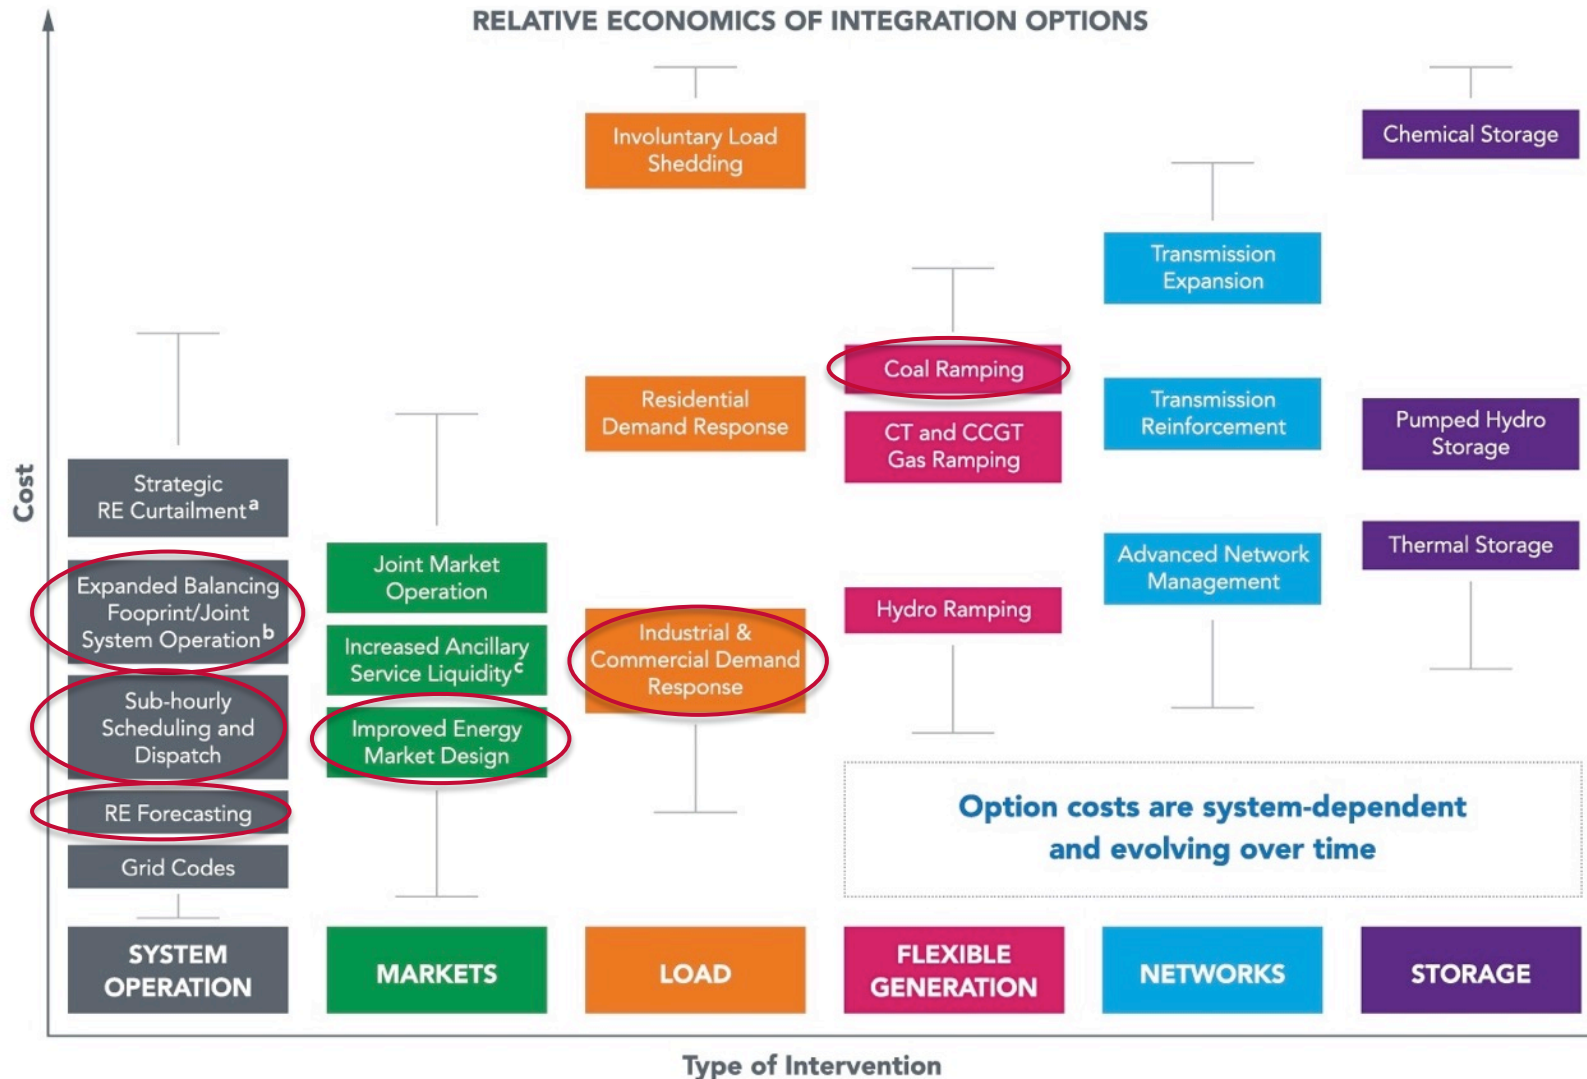 RELATIVE ECONOMICS OF INTEGRATION OPTIONS
Cost
Strategic
RE Curtailment a
Expanded Balancing
Fooprint/Joint
System Operation b
Sub-hourly
Scheduling and
Dispatch
RE Forecasting
Grid Codes
SYSTEM
OPERATION
Joint Market
Operation
Increased Ancillary
Service Liquidity c
Improved Energy
Market Design
MARKETS
Involuntary Load
Shedding
Residential
Demand Response
Industrial &
Commercial Demand
Response
LOAD
Coal Ramping
CT and CCGT
Gas Ramping
Hydro Ramping
FLEXIBLE
GENERATION
Transmission
Expansion
Transmission
Reinforcement
Advanced Network
Management
NETWORKS
Chemical Storage
Pumped Hydro
Storage
Thermal Storage
STORAGE
Option costs are system-dependent
and evolving over time
Type of Intervention